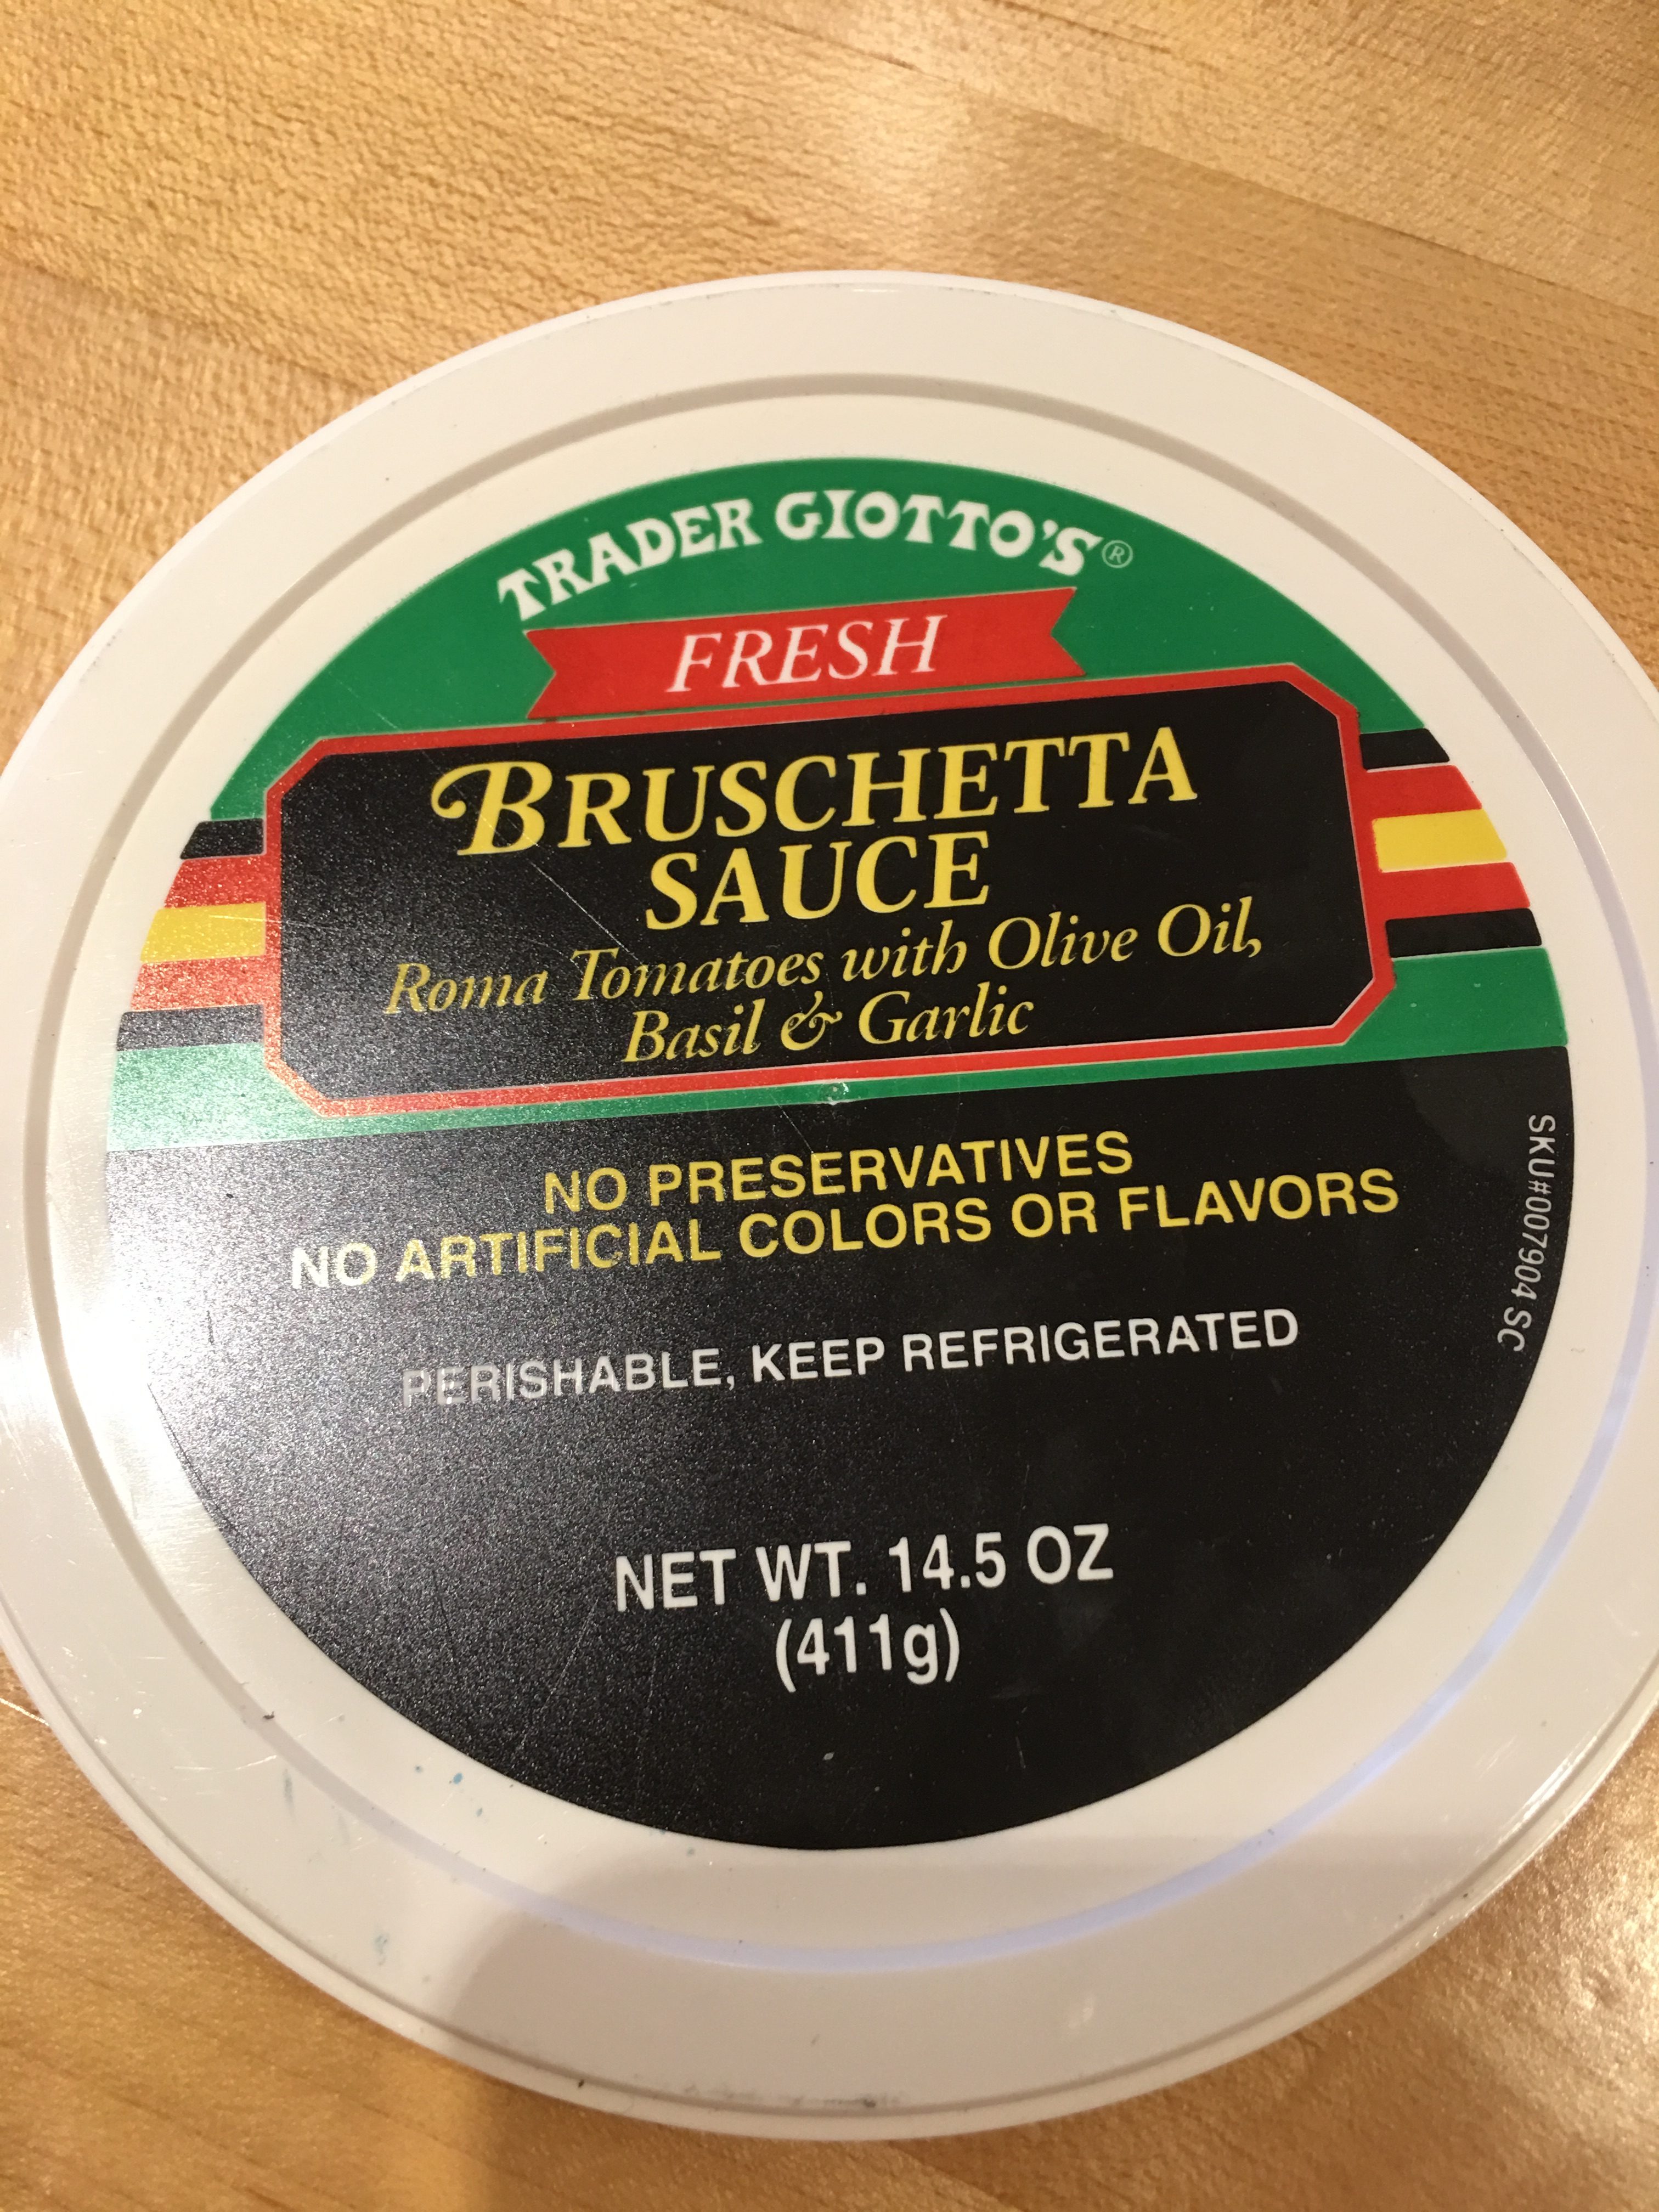 TRADER GIOTTO'S®
FRESH
BRUSCHETTA
SAUCE
Roma Tomatoes with Olive Oil,
Basil & Garlic
NO PRESERVATIVES
NO ARTIFICIAL COLORS OR FLAVORS
PERISHABLE, KEEP REFRIGERATED
NET WT. 14.5 OZ
(411g)
SKU#007904 SC